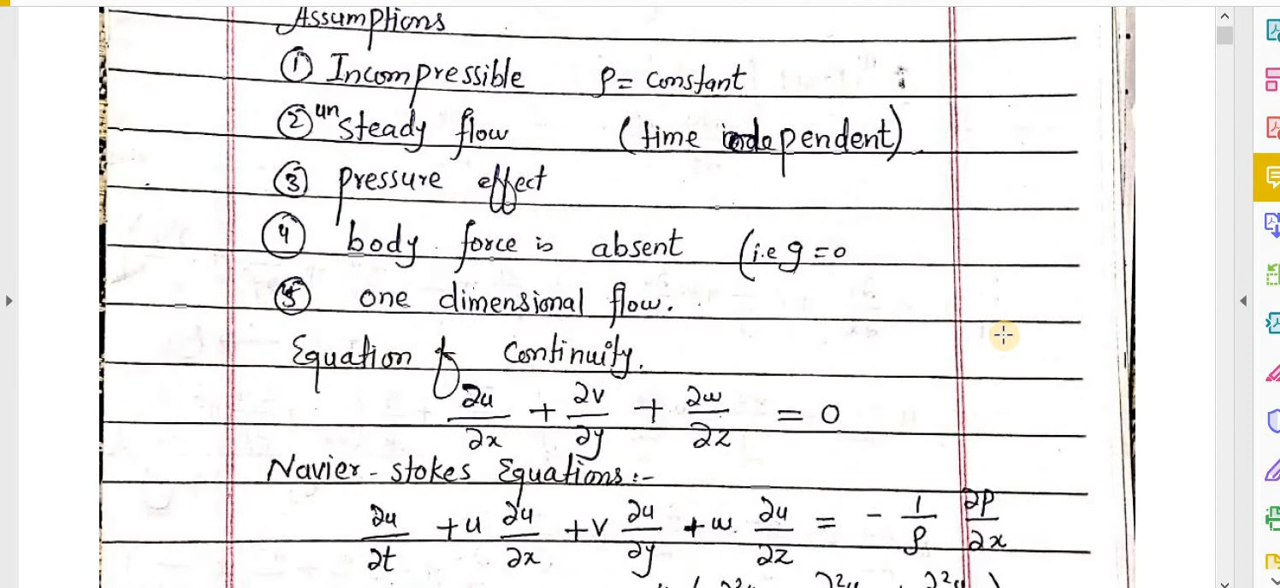 Assumptions
① Incompressible ρ = constant
② unsteady flow (time dependent).
③ pressure effect
④ body force is absent (i.e g = 0
⑤ one dimensional flow.
Equation of Continuity.
∂u/∂x + ∂v/∂y + ∂w/∂z = 0
Navier-stokes Equations:-
∂u/∂t + u ∂u/∂x + v ∂u/∂y + w. ∂u/∂z = - 1/ρ ∂p/∂x